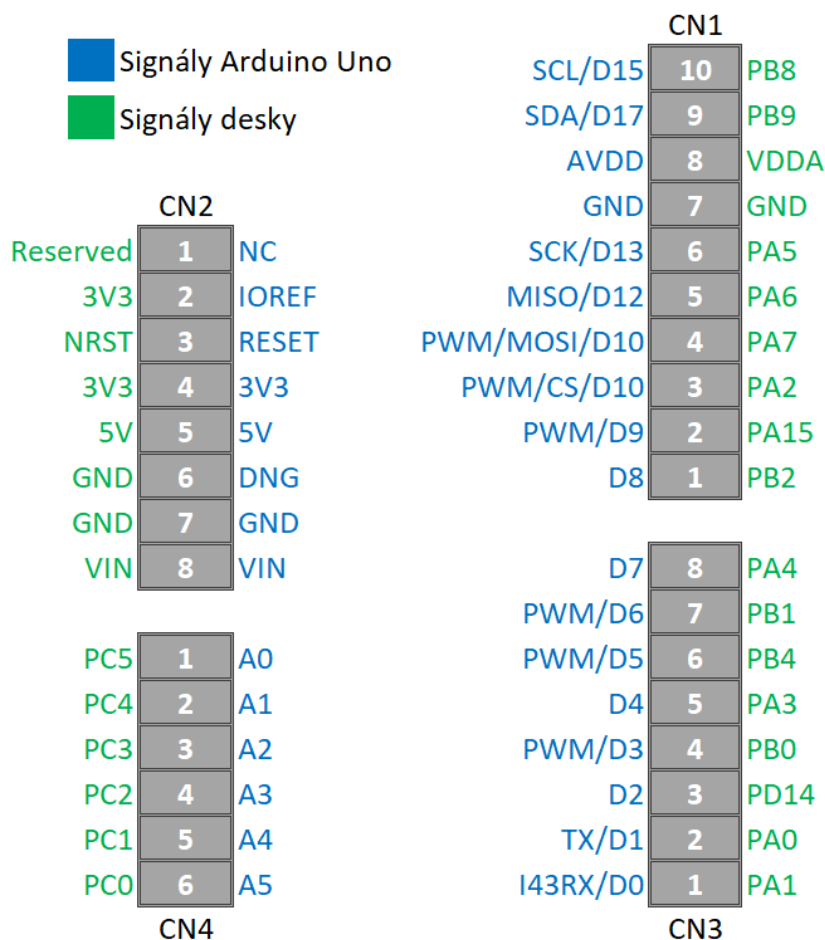 Signály Arduino Uno
Signály desky
CN2
Reserved 1 NC
3V3 2 IOREF
NRST 3 RESET
3V3 4 3V3
5V 5 5V
GND 6 DNG
GND 7 GND
VIN 8 VIN
PC5 1 A0
PC4 2 A1
PC3 3 A2
PC2 4 A3
PC1 5 A4
PC0 6 A5
CN4
CN1
SCL/D15 10 PB8
SDA/D17 9 PB9
AVDD 8 VDDA
GND 7 GND
SCK/D13 6 PA5
MISO/D12 5 PA6
PWM/MOSI/D10 4 PA7
PWM/CS/D10 3 PA2
PWM/D9 2 PA15
D8 1 PB2
D7 8 PA4
PWM/D6 7 PB1
PWM/D5 6 PB4
D4 5 PA3
PWM/D3 4 PB0
D2 3 PD14
TX/D1 2 PA0
I43RX/D0 1 PA1
CN3